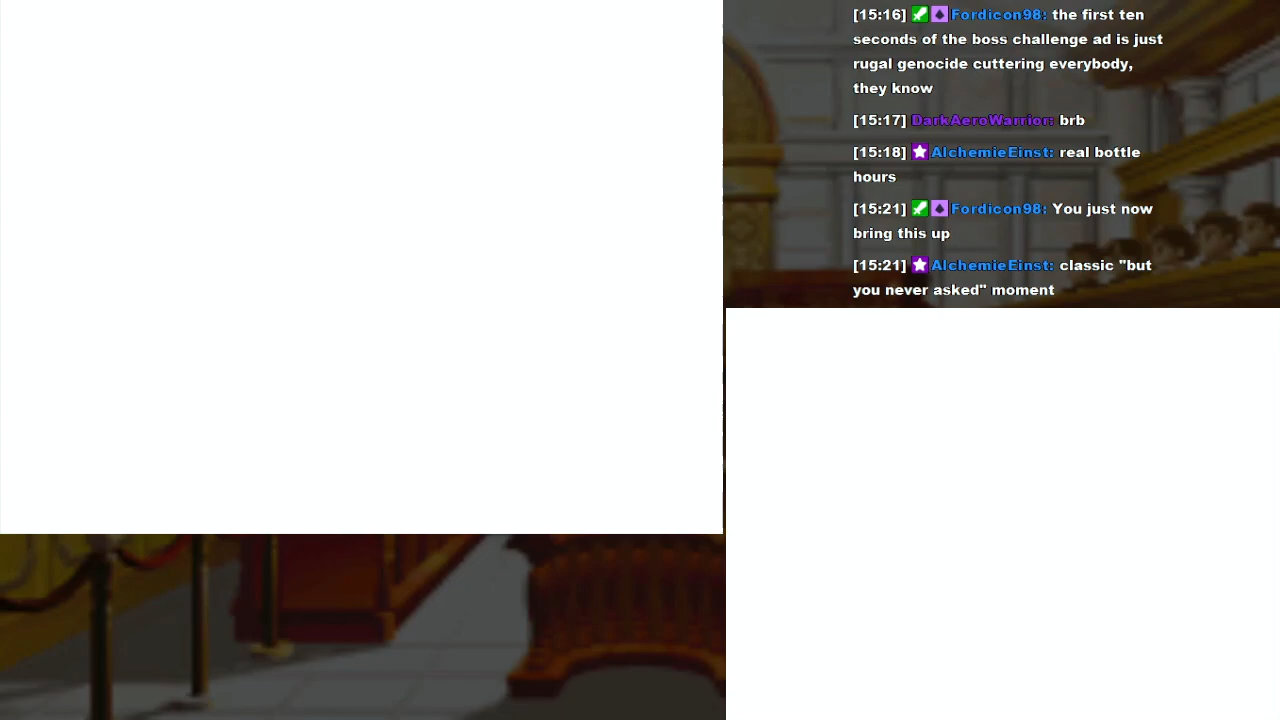 [15:16] Fordicon98: the first ten
seconds of the boss challenge ad is just
rugal genocide cuttering everybody,
they know
[15:17] DarkAeroWarrior: brb
[15:18] AlchemieEinst: real bottle
hours
[15:21] Fordicon98: You just now
bring this up
[15:21] AlchemieEinst: classic "but
you never asked" moment